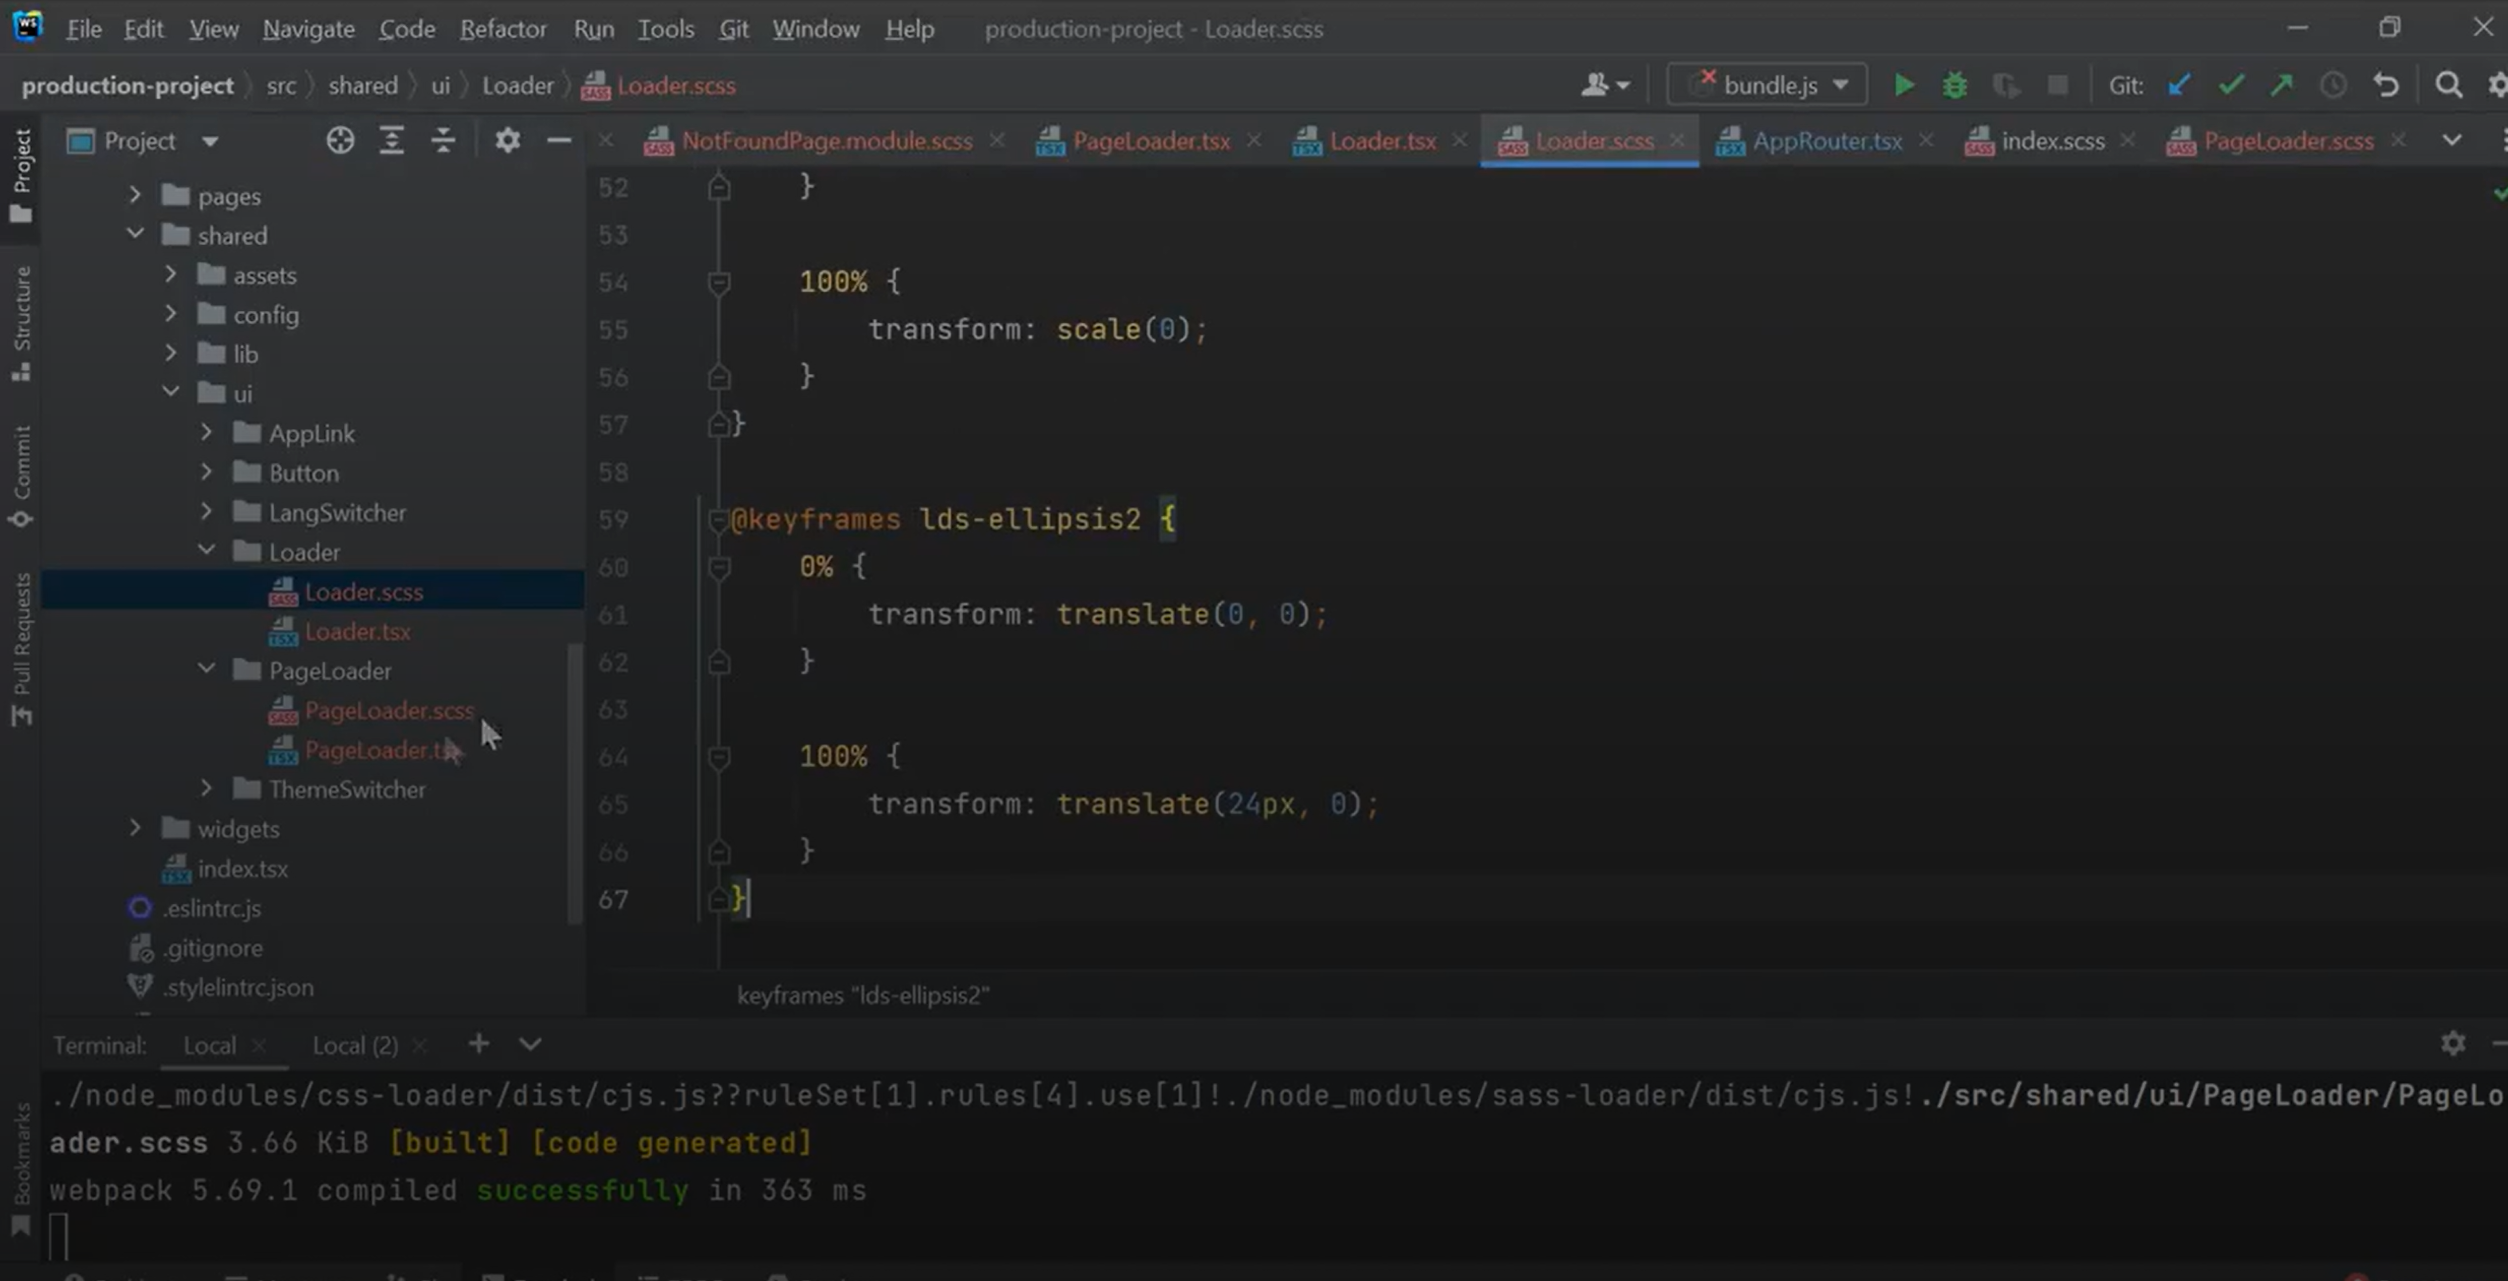 WS File Edit View Navigate Code Refactor Run Tools Git Window Help production-project - Loader.scss
production-project src shared ui Loader Loader.scss bundle.js Git:
Project
NotFoundPage.module.scss PageLoader.tsx Loader.tsx Loader.scss AppRouter.tsx index.scss PageLoader.scss
Project
Structure
Commit
Pull Requests
Bookmarks
pages
shared
assets
config
lib
ui
AppLink
Button
LangSwitcher
Loader
Loader.scss
Loader.tsx
PageLoader
PageLoader.scss
PageLoader.tsx
ThemeSwitcher
widgets
index.tsx
.eslintrc.js
.gitignore
.stylelintrc.json
52 }
53
54 100% {
55 transform: scale(0);
56 }
57 }
58
59 @keyframes lds-ellipsis2 {
60 0% {
61 transform: translate(0, 0);
62 }
63
64 100% {
65 transform: translate(24px, 0);
66 }
67 }
keyframes "lds-ellipsis2"
Terminal: Local Local (2)
./node_modules/css-loader/dist/cjs.js??ruleSet[1].rules[4].use[1]!./node_modules/sass-loader/dist/cjs.js!./src/shared/ui/PageLoader/PageLo
ader.scss 3.66 KiB [built] [code generated]
webpack 5.69.1 compiled successfully in 363 ms